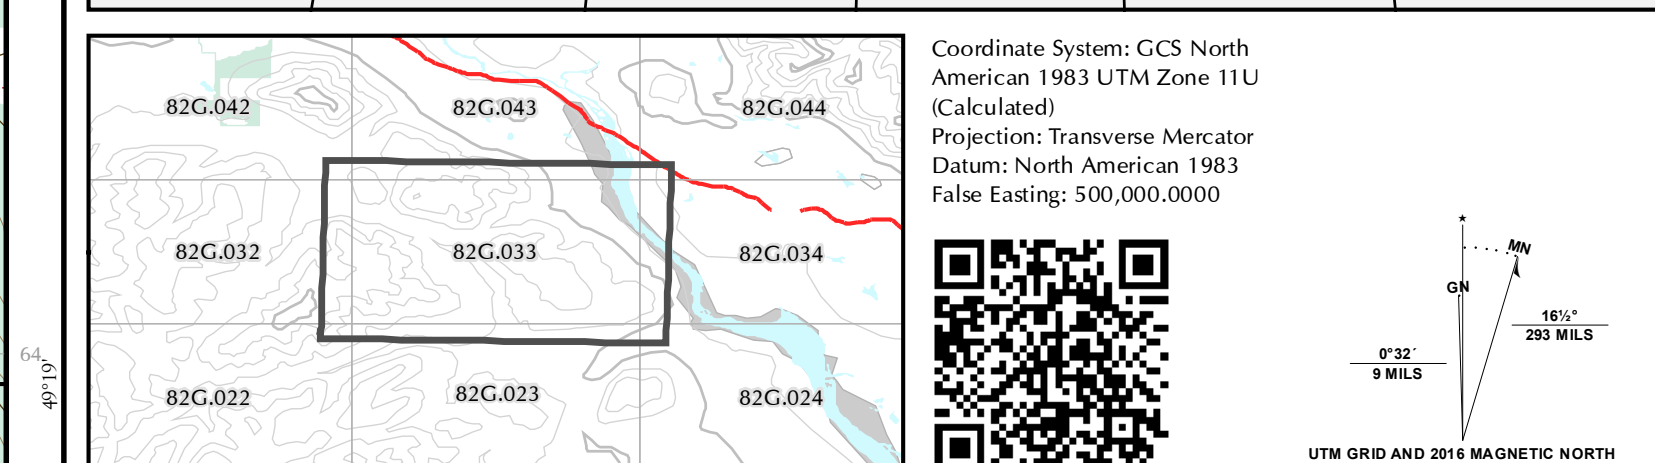 82G.042
82G.043
82G.044
82G.032
82G.033
82G.034
82G.022
82G.023
82G.024
64
49°19'
Coordinate System: GCS North
American 1983 UTM Zone 11U
(Calculated)
Projection: Transverse Mercator
Datum: North American 1983
False Easting: 500,000.0000
MN
GN
16½°
293 MILS
0°32´
9 MILS
UTM GRID AND 2016 MAGNETIC NORTH